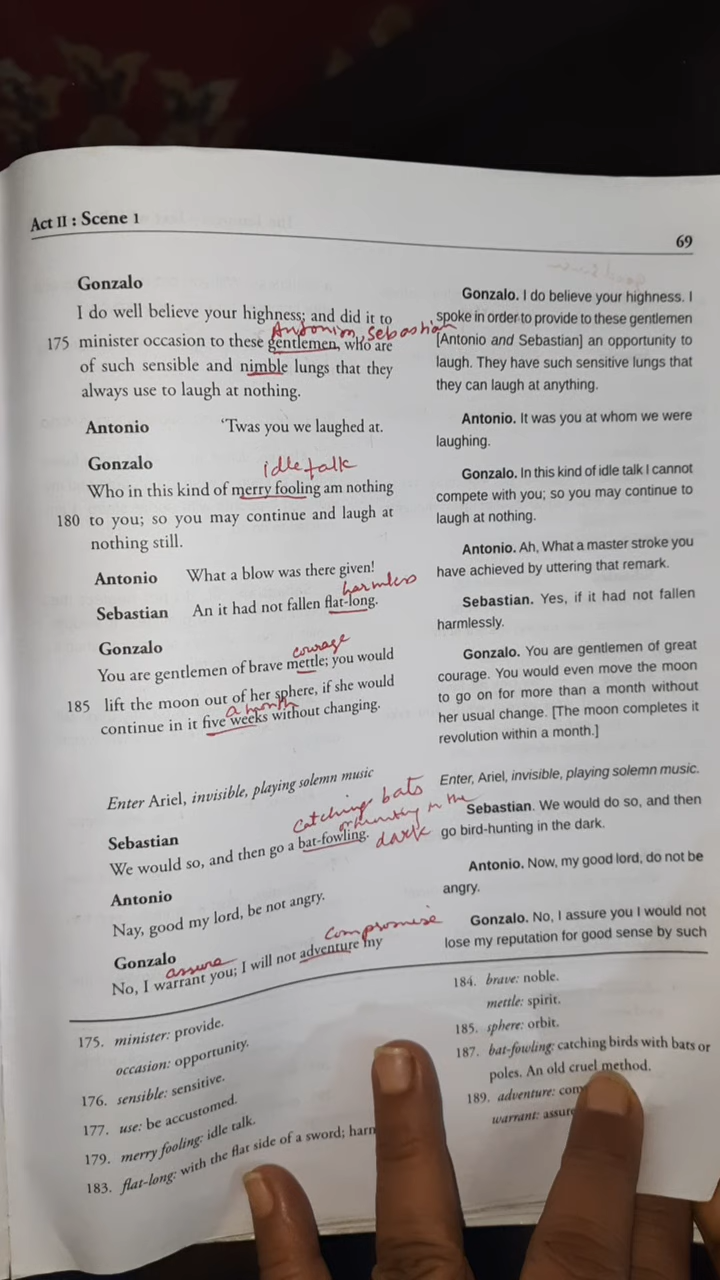 Act II : Scene 1
69
Gonzalo
I do well believe your highness; and did it to
Antonion, Sebastian
175 minister occasion to these gentlemen, who are
of such sensible and nimble lungs that they
always use to laugh at nothing.
Antonio 'Twas you we laughed at.
Gonzalo
idle talk
Who in this kind of merry fooling am nothing
180 to you; so you may continue and laugh at
nothing still.
Antonio What a blow was there given!
harmless
Sebastian An it had not fallen flat-long.
Gonzalo
courage
You are gentlemen of brave mettle; you would
185 lift the moon out of her sphere, if she would
a month
continue in it five weeks without changing.
Enter Ariel, invisible, playing solemn music
catching bats
or hunting in the
dark
Sebastian
We would so, and then go a bat-fowling.
Antonio
Nay, good my lord, be not angry.
compromise
Gonzalo
assure
No, I warrant you; I will not adventure my
Gonzalo. I do believe your highness. I
spoke in order to provide to these gentlemen
[Antonio and Sebastian] an opportunity to
laugh. They have such sensitive lungs that
they can laugh at anything.
Antonio. It was you at whom we were
laughing.
Gonzalo. In this kind of idle talk I cannot
compete with you; so you may continue to
laugh at nothing.
Antonio. Ah, What a master stroke you
have achieved by uttering that remark.
Sebastian. Yes, if it had not fallen
harmlessly.
Gonzalo. You are gentlemen of great
courage. You would even move the moon
to go on for more than a month without
her usual change. [The moon completes it
revolution within a month.]
Enter, Ariel, invisible, playing solemn music.
Sebastian. We would do so, and then
go bird-hunting in the dark.
Antonio. Now, my good lord, do not be
angry.
Gonzalo. No, I assure you I would not
lose my reputation for good sense by such
175. minister: provide.
occasion: opportunity.
176. sensible: sensitive.
177. use: be accustomed.
179. merry fooling: idle talk.
183. flat-long: with the flat side of a sword; harm
184. brave: noble.
mettle: spirit.
185. sphere: orbit.
187. bat-fowling: catching birds with bats or
poles. An old cruel method.
189. adventure: com
warrant: assure